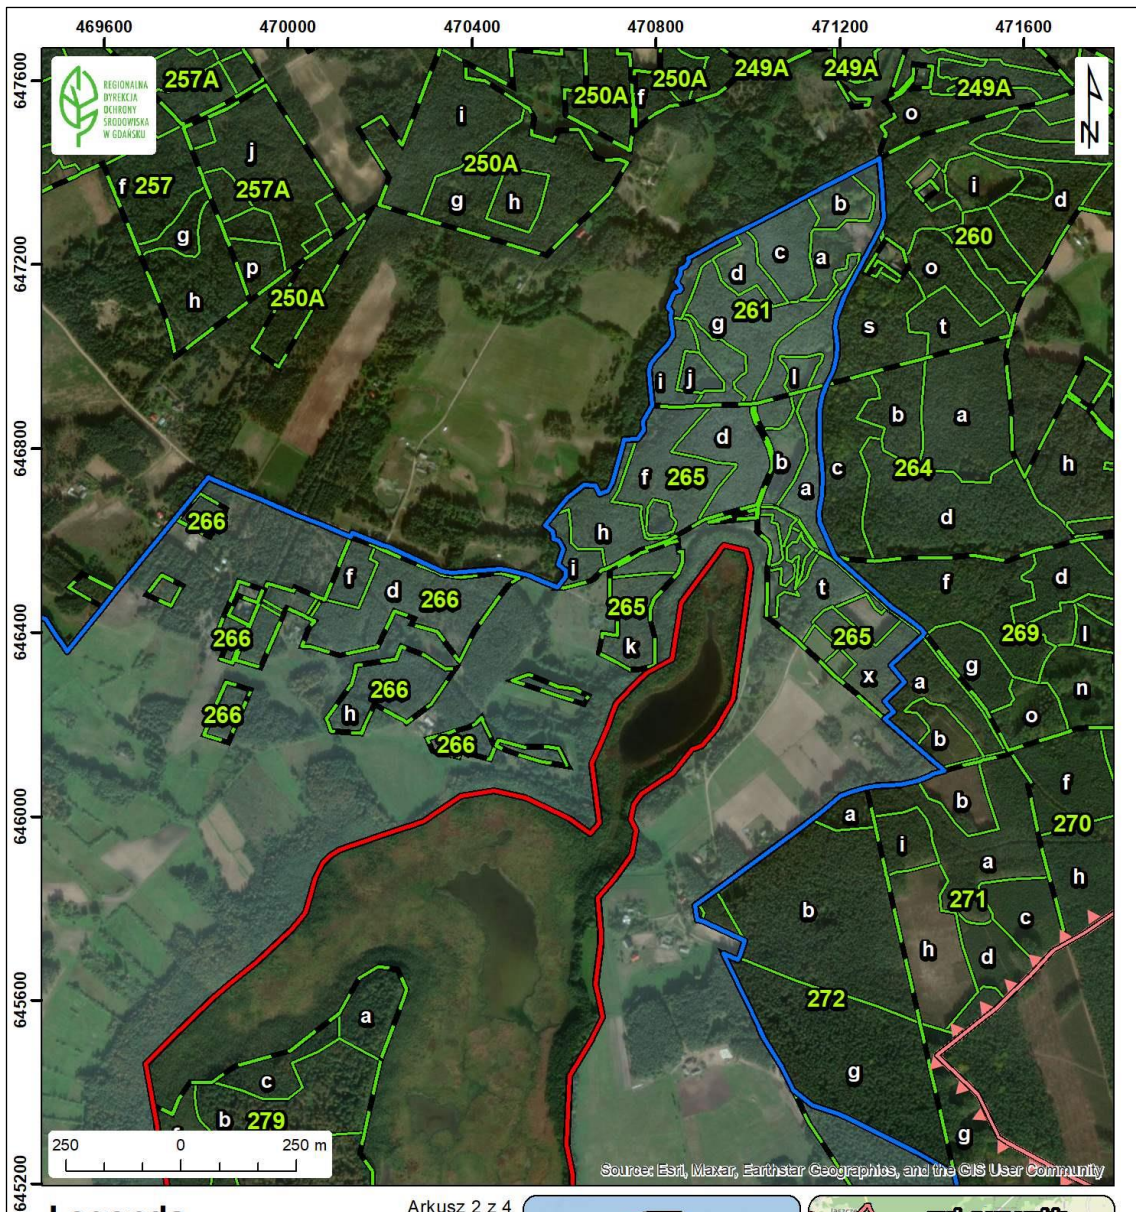 469600 470000 470400 470800 471200 471600
647600
647200
646800
646400
646000
645600
645200
REGIONALNA
DYREKCJA
OCHRONY
ŚRODOWISKA
W GDAŃSKU
257A
250A
f
250A
249A
249A
249A
o
N
i
j
250A
f
257
257A
g
h
g
p
h
250A
b
c
a
d
261
g
i
j
l
i
d
260
o
s
t
b
a
264
c
h
d
d
f
265
b
a
h
i
266
f
d
266
266
266
h
266
266
265
k
t
265
x
f
d
269
l
g
a
n
o
b
b
f
270
a
i
a
271
h
b
c
h
d
272
g
g
a
c
b
279
250 0 250 m
Source: Esri, Maxar, Earthstar Geographics, and the GIS User Community
Arkusz 2 z 4